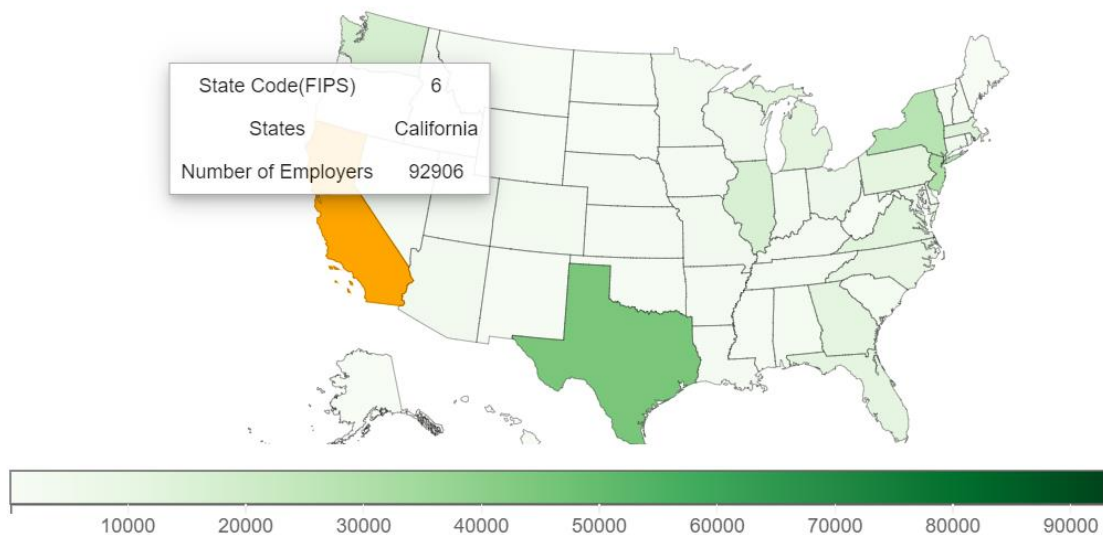 State Code(FIPS) 6
States California
Number of Employers 92906
10000 20000 30000 40000 50000 60000 70000 80000 90000